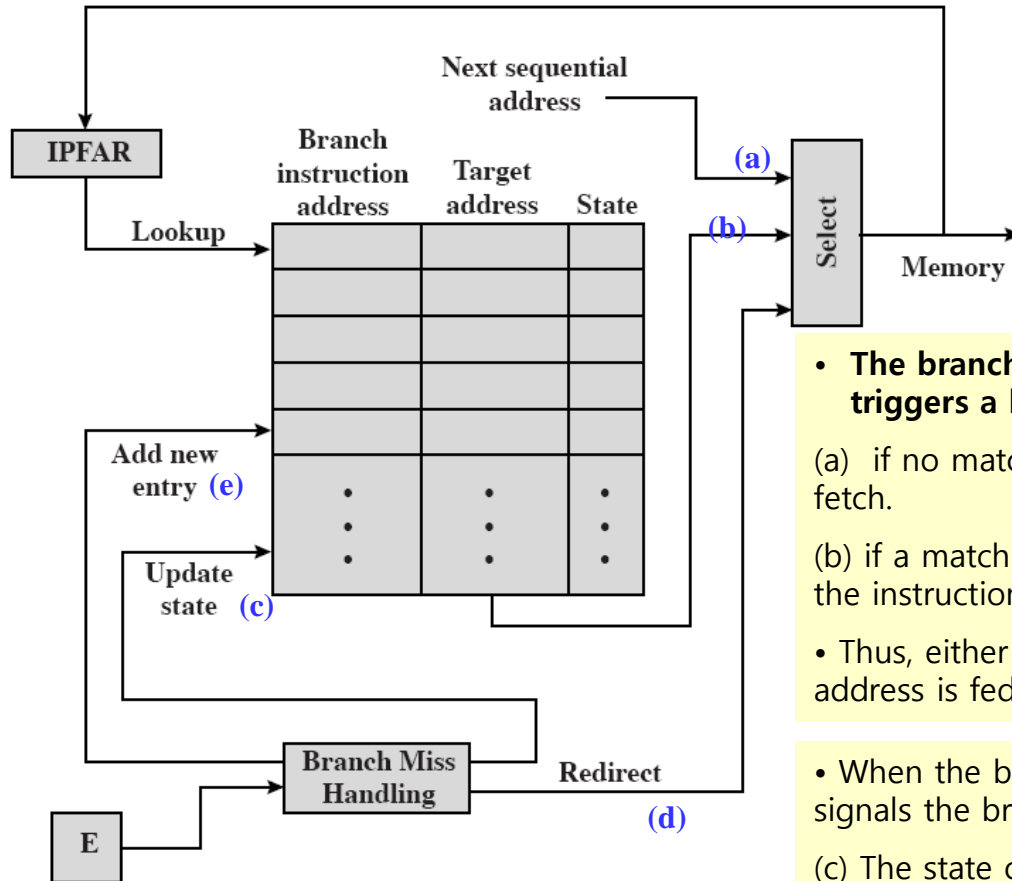 Next sequential
address
IPFAR
Branch
instruction
address
Target
address
State
(a)
(b)
Lookup
Select
Memory
Add new
entry (e)
Update
state (c)
Branch Miss
Handling
Redirect
(d)
E
• The branch
triggers a
(a) if no matc
fetch.
(b) if a match
the instruction
• Thus, either
address is fed
• When the b
signals the br
(c) The state o